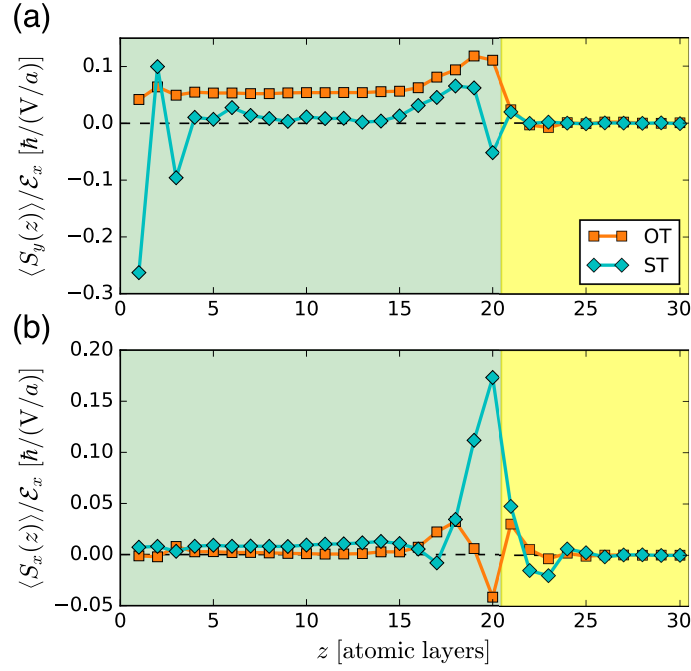 (a)
⟨S_y(z)⟩/ℰ_x [ħ/(V/a)]
0.1
0.0
−0.1
−0.2
−0.3
0 5 10 15 20 25 30
OT
ST
(b)
⟨S_x(z)⟩/ℰ_x [ħ/(V/a)]
0.20
0.15
0.10
0.05
0.00
−0.05
0 5 10 15 20 25 30
z [atomic layers]